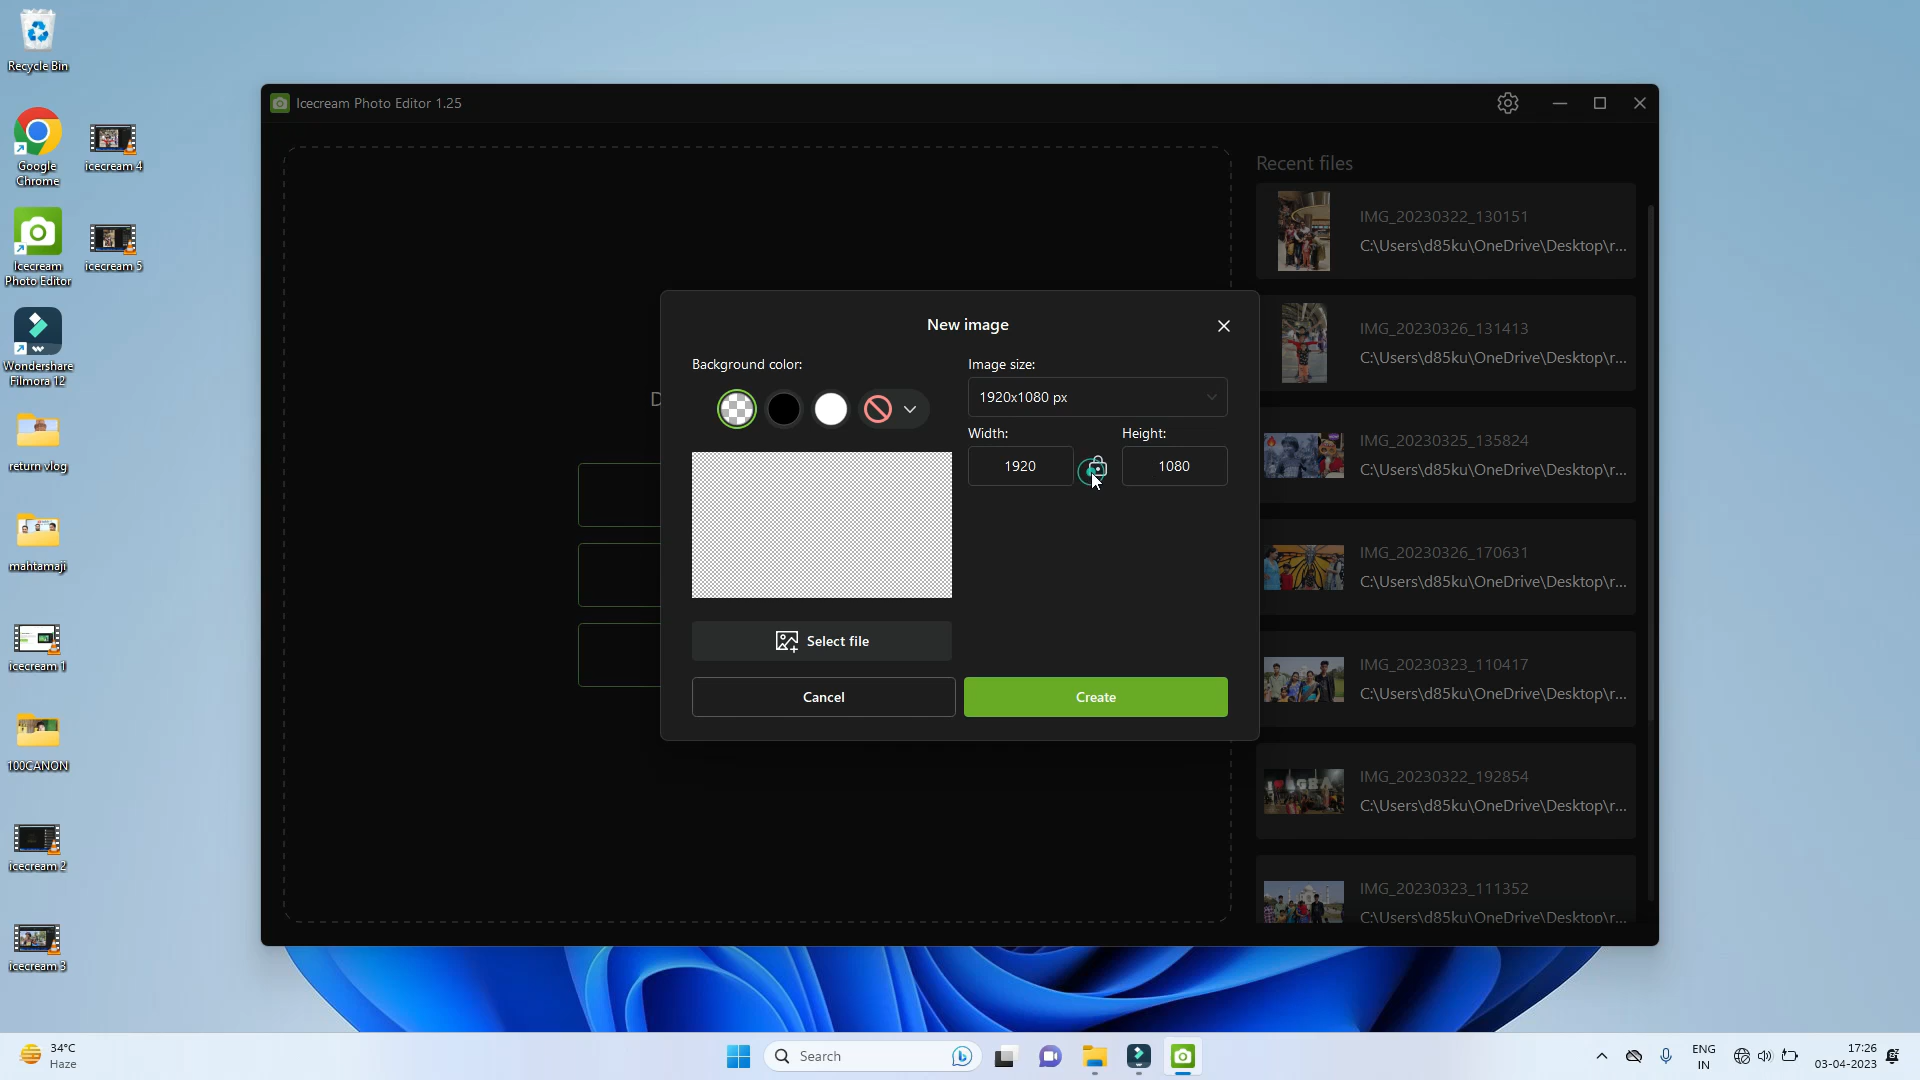 Recycle Bin
Google
Chrome
icecream 4
Icecream
Photo Editor
icecream 5
Wondershare
Filmora 12
return vlog
mahtamaji
icecream 1
100CANON
icecream 2
icecream 3
Icecream Photo Editor 1.25
Recent files
IMG_20230322_130151
C:\Users\d85ku\OneDrive\Desktop\r...
IMG_20230326_131413
C:\Users\d85ku\OneDrive\Desktop\r...
IMG_20230325_135824
C:\Users\d85ku\OneDrive\Desktop\r...
IMG_20230326_170631
C:\Users\d85ku\OneDrive\Desktop\r...
IMG_20230323_110417
C:\Users\d85ku\OneDrive\Desktop\r...
IMG_20230322_192854
C:\Users\d85ku\OneDrive\Desktop\r...
IMG_20230323_111352
C:\Users\d85ku\OneDrive\Desktop\r...
New image
Background color:
Image size:
1920x1080 px
Width:
Height:
1920
1080
Select file
Cancel
Create
34°C
Haze
Search
ENG
IN
17:26
03-04-2023